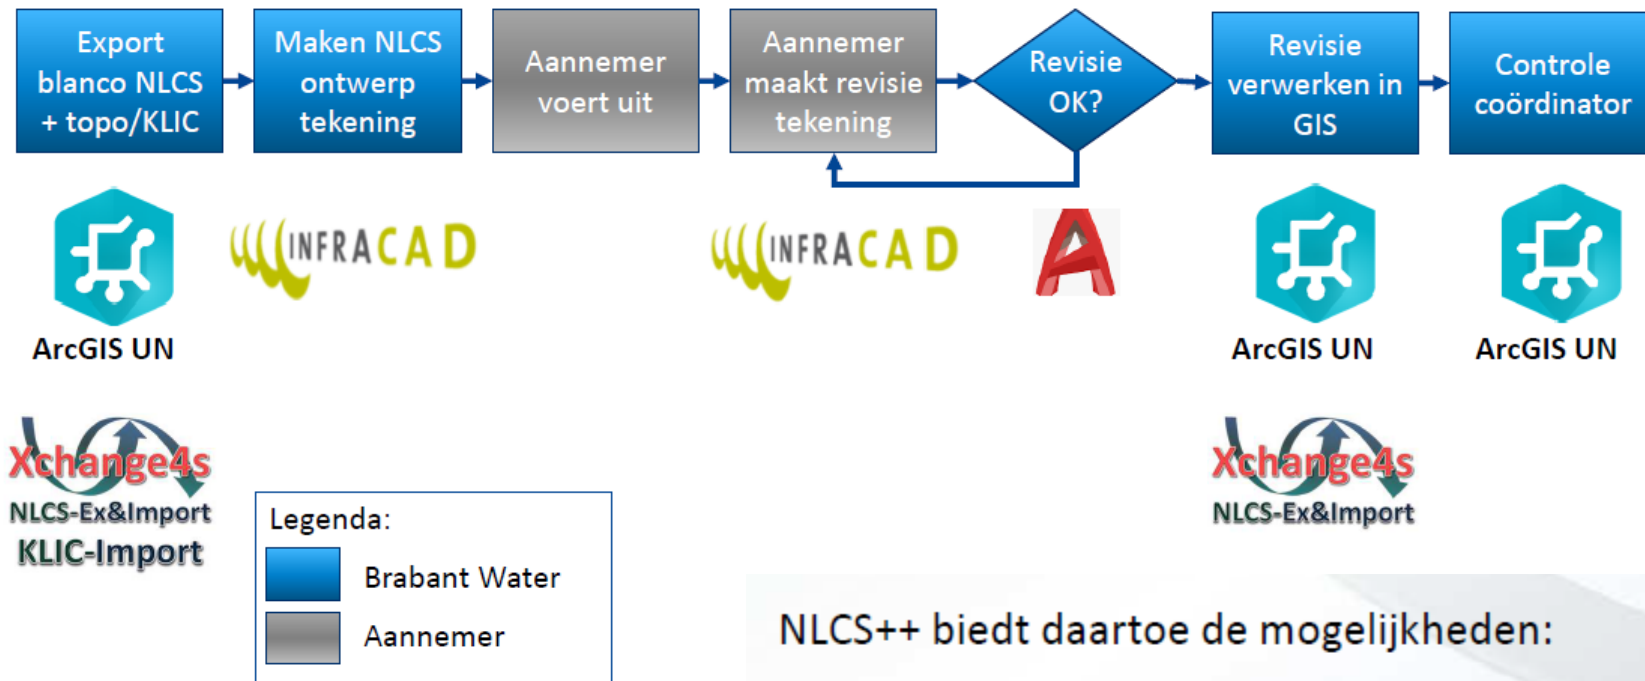 Export
blanco NLCS
+ topo/KLIC
Maken NLCS
ontwerp
tekening
Aannemer
voert uit
Aannemer
maakt revisie
tekening
Revisie
OK?
Revisie
verwerken in
GIS
Controle
coördinator
INFRACAD
INFRACAD
ArcGIS UN
ArcGIS UN
ArcGIS UN
Xchange4s
NLCS-Ex&Import
KLIC-Import
Xchange4s
NLCS-Ex&Import
Legenda:
Brabant Water
Aannemer
NLCS++ biedt daartoe de mogelijkheden: